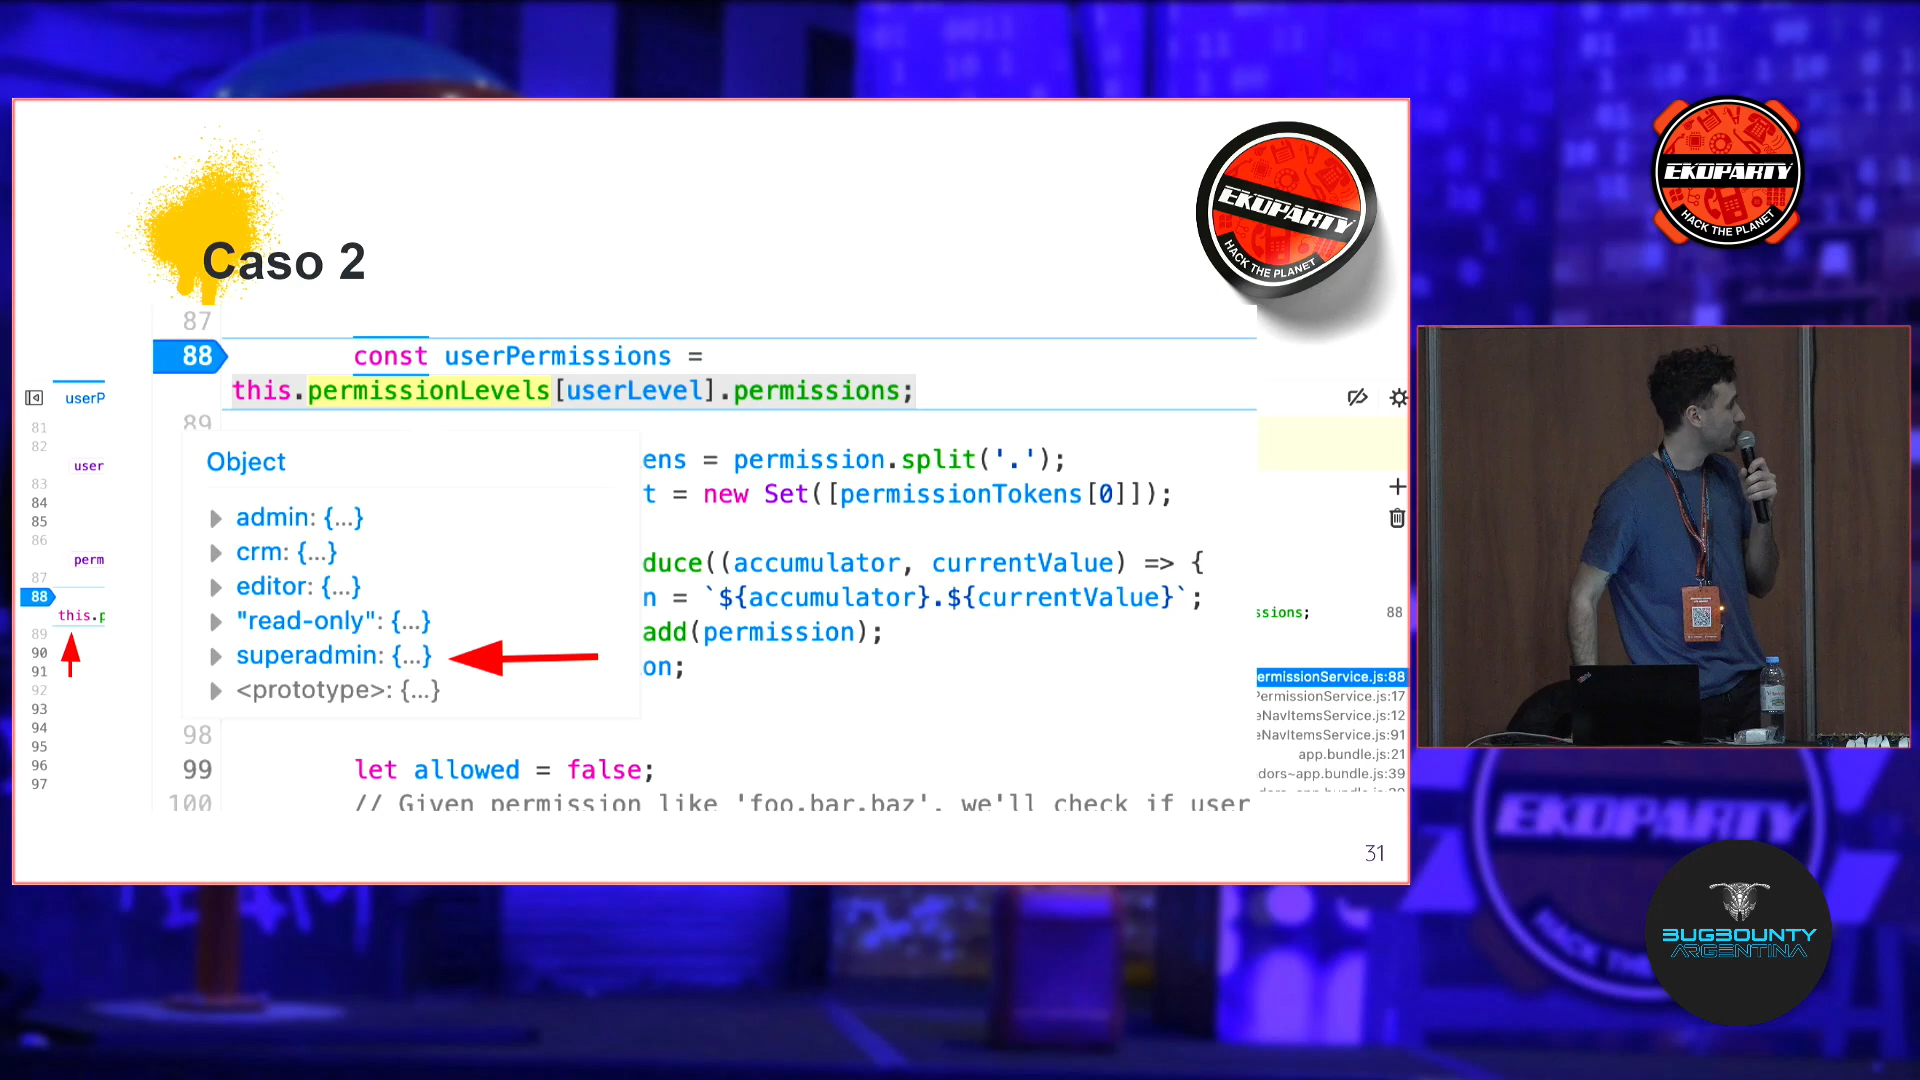 Caso 2
EKOPARTY
HACK THE PLANET
87
88 const userPermissions =
this.permissionLevels[userLevel].permissions;
89
Object
admin: {…}
crm: {…}
editor: {…}
"read-only": {…}
superadmin: {…}
<prototype>: {…}
ens = permission.split('.');
t = new Set([permissionTokens[0]]);
duce((accumulator, currentValue) => {
n = `${accumulator}.${currentValue}`;
add(permission);
on;
98
99 let allowed = false;
100 // Given permission like 'foo.bar.baz', we'll check if user
userP
81
82
user
83
84
85
86
perm
87
88
this.p
89
90
91
92
93
94
95
96
97
ssions; 88
ermissionService.js:88
PermissionService.js:17
eNavItemsService.js:12
eNavItemsService.js:91
app.bundle.js:21
dors~app.bundle.js:39
31
EKOPARTY
HACK THE PLANET
EKOPARTY
BUGBOUNTY
ARGENTINA